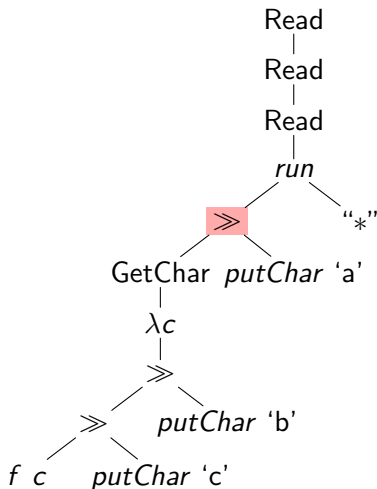 Read
Read
Read
run
≫ “*”
GetChar putChar ‘a’
λc
≫
≫ putChar ‘b’
f c putChar ‘c’